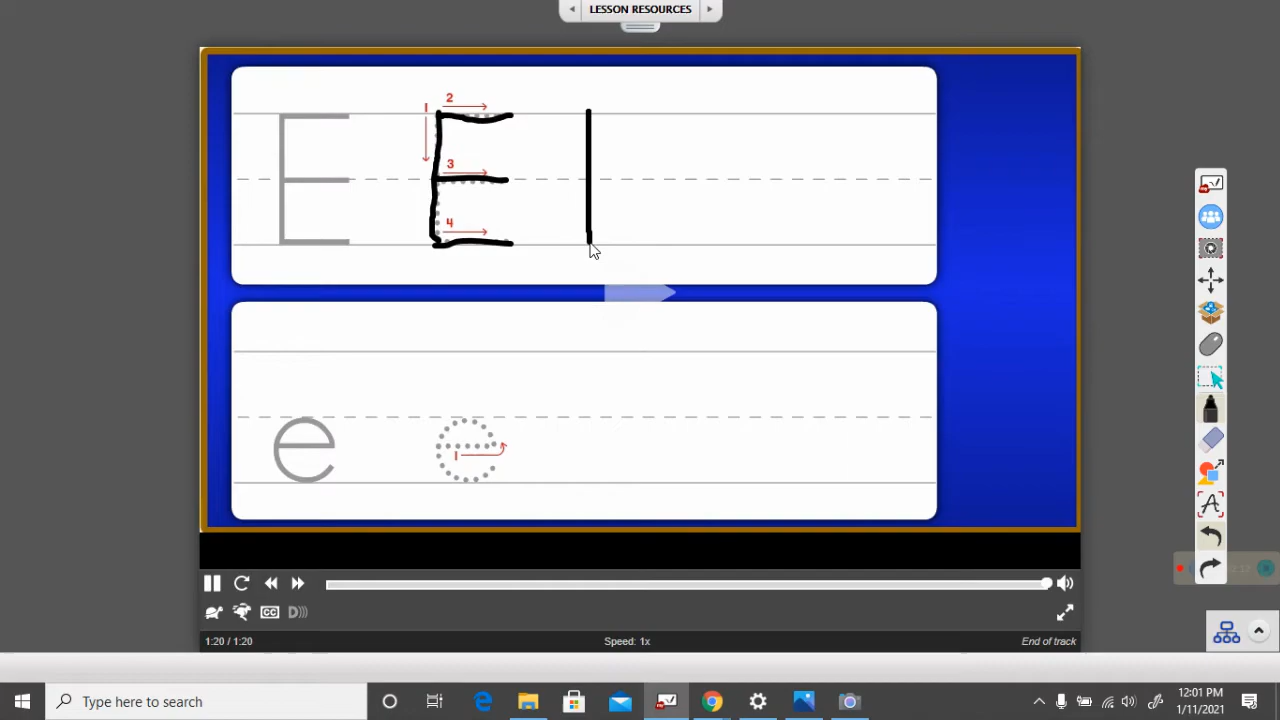 LESSON RESOURCES
1 2
3
4
E E
e e
1
1:20 / 1:20 Speed: 1x End of track
CC D
Type here to search
12:01 PM
1/11/2021